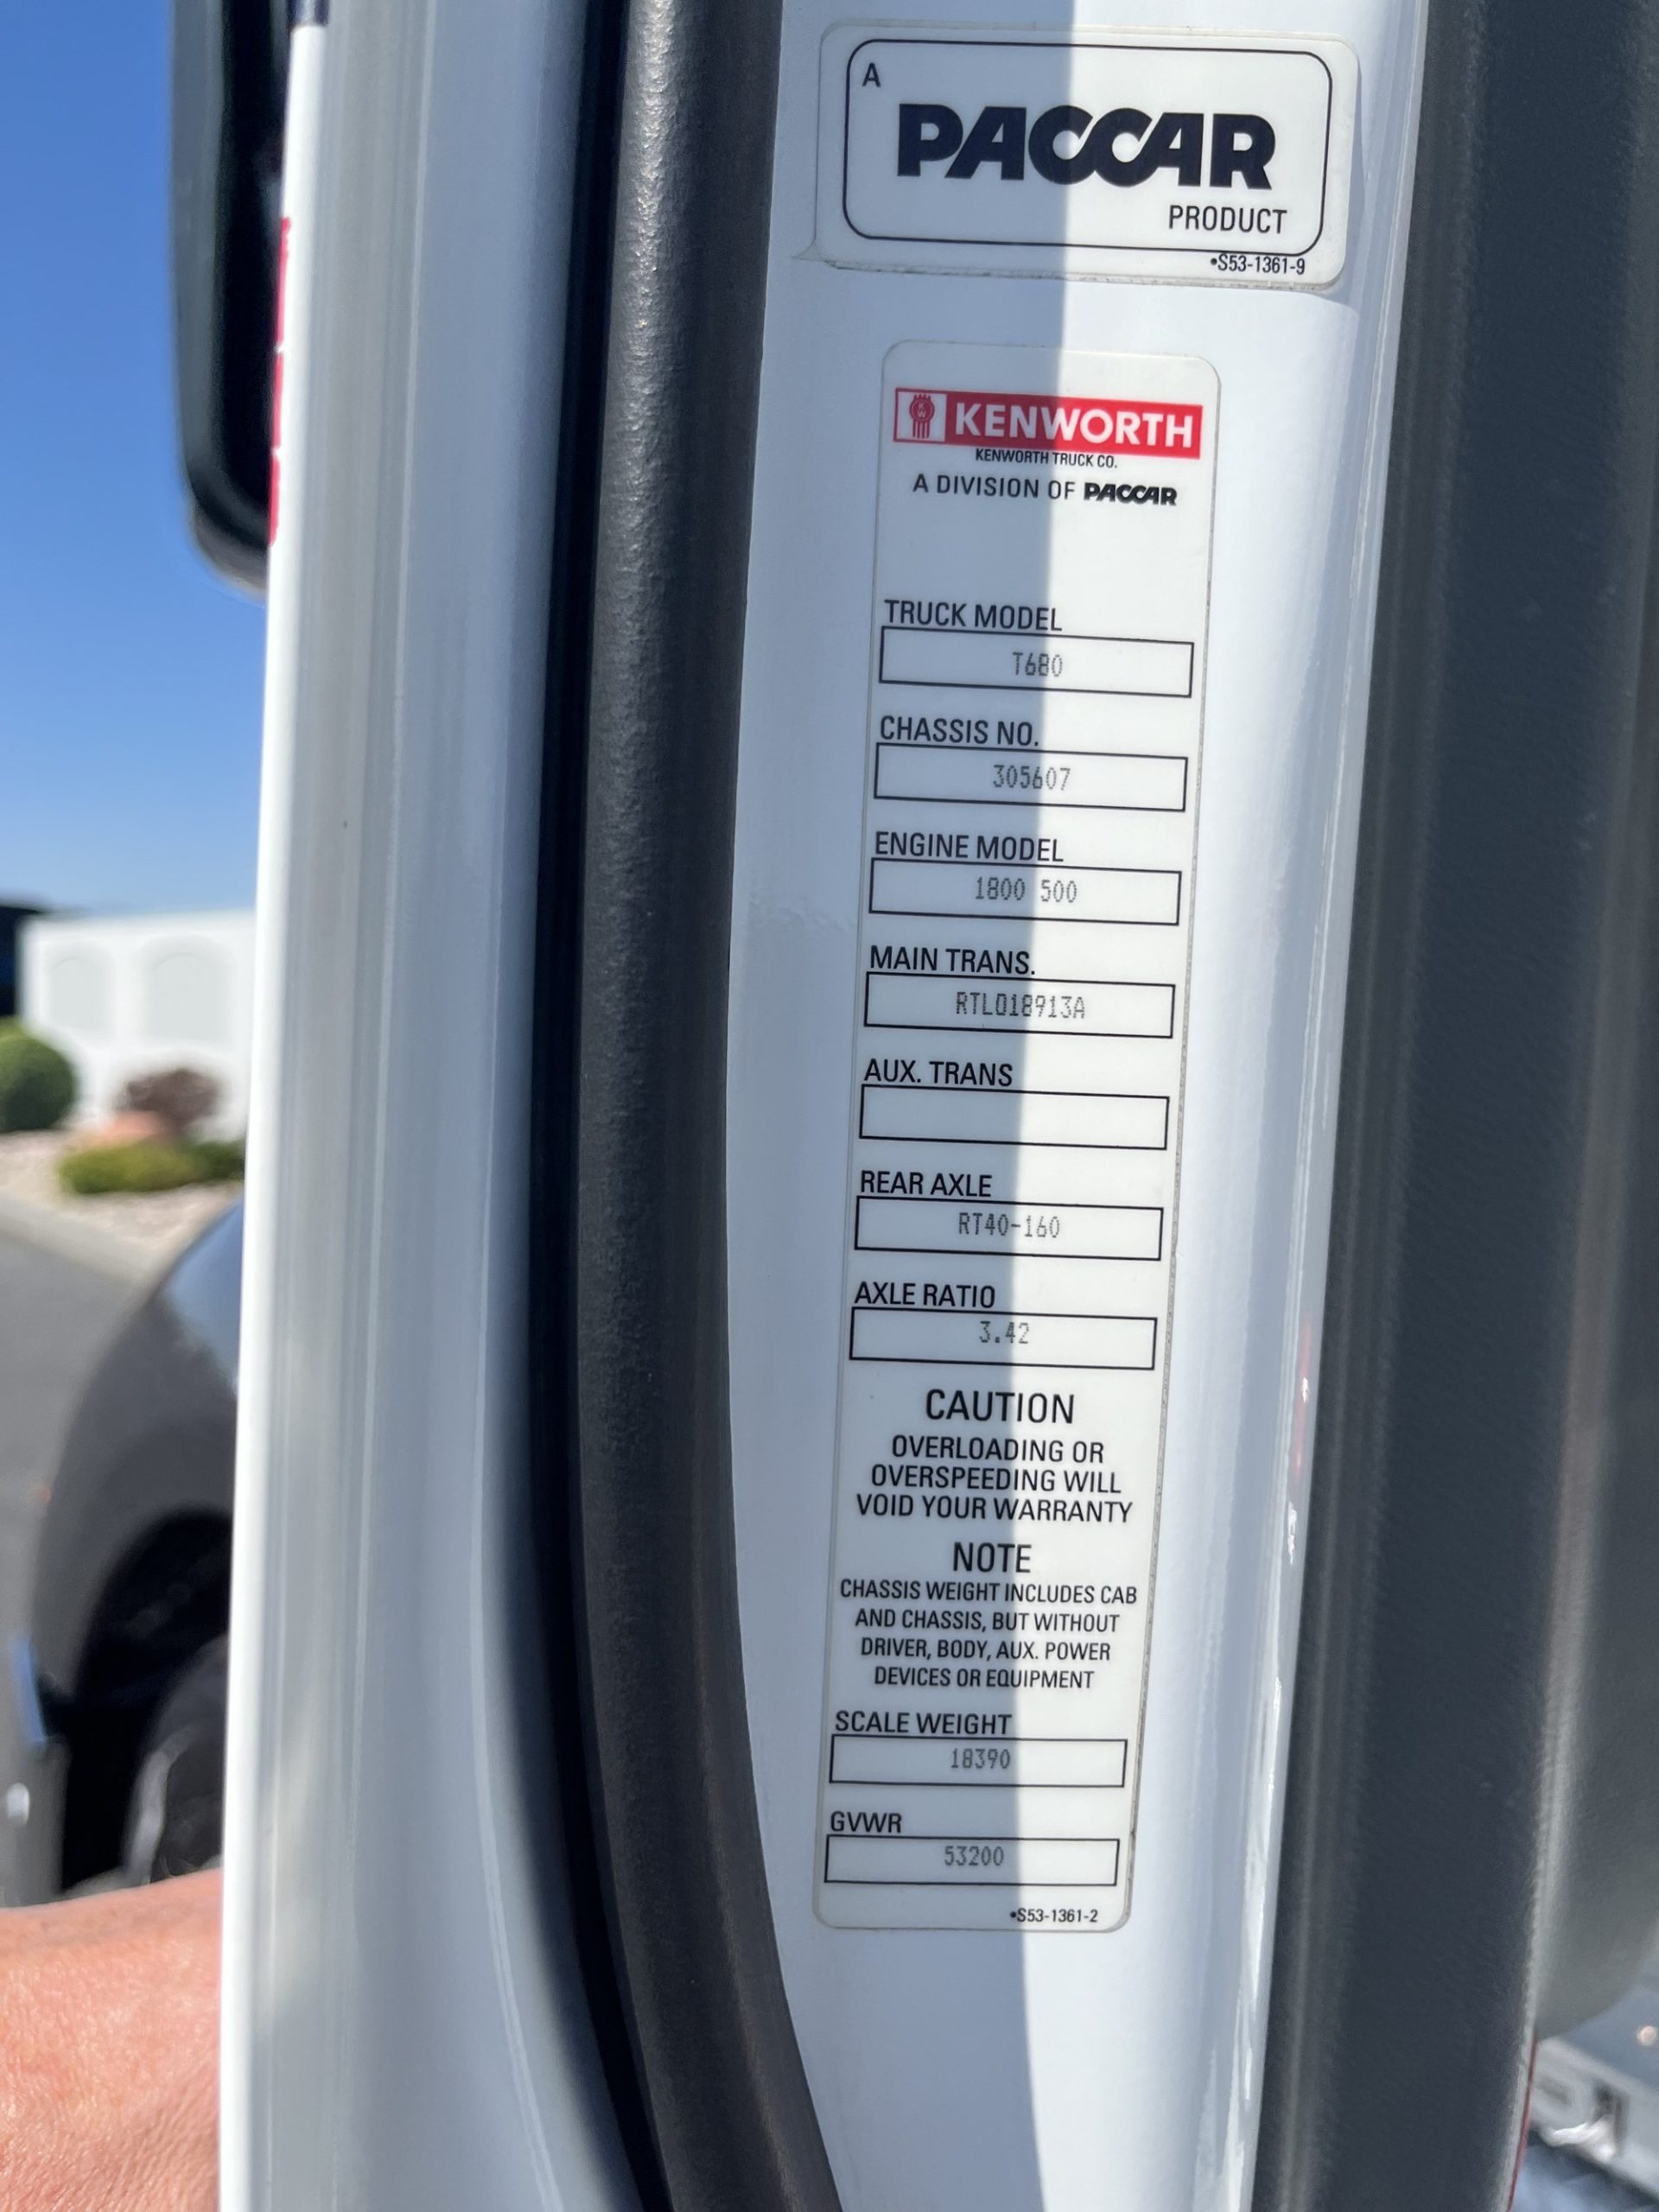 A
PACCAR
PRODUCT
•S53-1361-9
KENWORTH
KENWORTH TRUCK CO.
A DIVISION OF PACCAR
TRUCK MODEL
T680
CHASSIS NO.
305607
ENGINE MODEL
1800 500
MAIN TRANS.
RTLO18913A
AUX. TRANS
REAR AXLE
RT40-160
AXLE RATIO
3.42
CAUTION
OVERLOADING OR
OVERSPEEDING WILL
VOID YOUR WARRANTY
NOTE
CHASSIS WEIGHT INCLUDES CAB
AND CHASSIS, BUT WITHOUT
DRIVER, BODY, AUX. POWER
DEVICES OR EQUIPMENT
SCALE WEIGHT
18390
GVWR
53200
•S53-1361-2